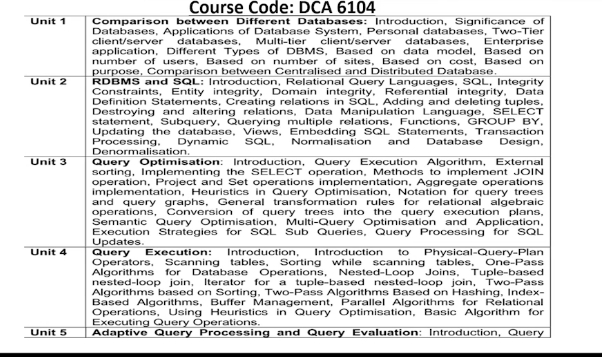 Course Code: DCA 6104
Unit 1 Comparison between Different Databases: Introduction, Significance of
Databases, Applications of Database System, Personal databases, Two-Tier
client/server databases, Multi-tier client/server databases, Enterprise
application, Different Types of DBMS, Based on data model, Based on
number of users, Based on number of sites, Based on cost, Based on
purpose, Comparison between Centralised and Distributed Database.
Unit 2 RDBMS and SQL: Introduction, Relational Query Languages, SQL, Integrity
Constraints, Entity integrity, Domain integrity, Referential integrity, Data
Definition Statements, Creating relations in SQL, Adding and deleting tuples,
Destroying and altering relations, Data Manipulation Language, SELECT
statement, Subquery, Querying multiple relations, Functions, GROUP BY,
Updating the database, Views, Embedding SQL Statements, Transaction
Processing, Dynamic SQL, Normalisation and Database Design,
Denormalisation.
Unit 3 Query Optimisation: Introduction, Query Execution Algorithm, External
sorting, Implementing the SELECT operation, Methods to implement JOIN
operation, Project and Set operations implementation, Aggregate operations
implementation, Heuristics in Query Optimisation, Notation for query trees
and query graphs, General transformation rules for relational algebraic
operations, Conversion of query trees into the query execution plans,
Semantic Query Optimisation, Multi-Query Optimisation and Application,
Execution Strategies for SQL Sub Queries, Query Processing for SQL
Updates.
Unit 4 Query Execution: Introduction, Introduction to Physical-Query-Plan
Operators, Scanning tables, Sorting while scanning tables, One-Pass
Algorithms for Database Operations, Nested-Loop Joins, Tuple-based
nested-loop join, Iterator for a tuple-based nested-loop join, Two-Pass
Algorithms based on Sorting, Two-Pass Algorithms Based on Hashing, Index-
Based Algorithms, Buffer Management, Parallel Algorithms for Relational
Operations, Using Heuristics in Query Optimisation, Basic Algorithm for
Executing Query Operations.
Unit 5 Adaptive Query Processing and Query Evaluation: Introduction, Query